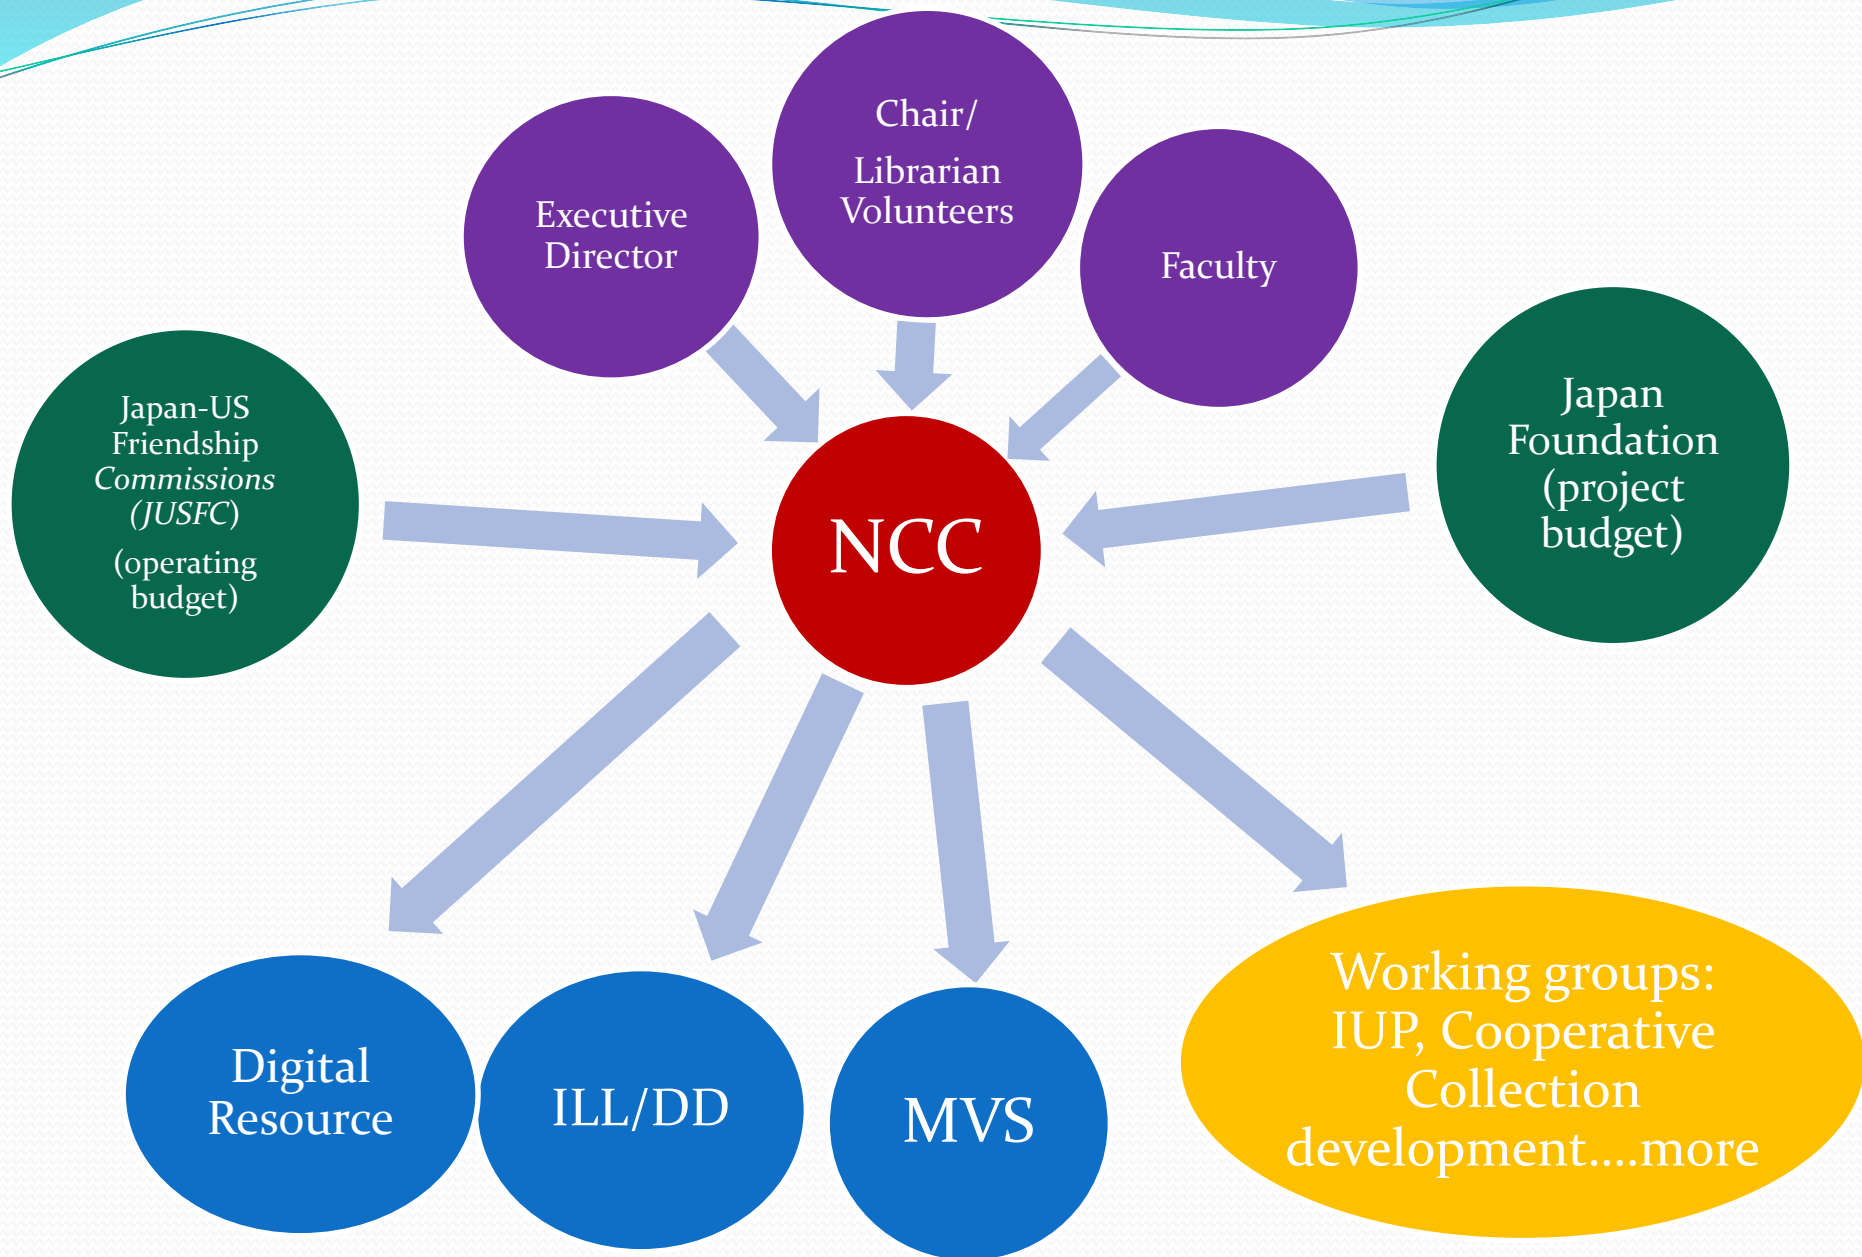 Chair/
Librarian
Volunteers
Executive
Director
Faculty
Japan-US
Friendship
Commissions
(JUSFC)
(operating
budget)
Japan
Foundation
(project
budget)
NCC
Digital
Resource
ILL/DD
MVS
Working groups:
IUP, Cooperative
Collection
development....more